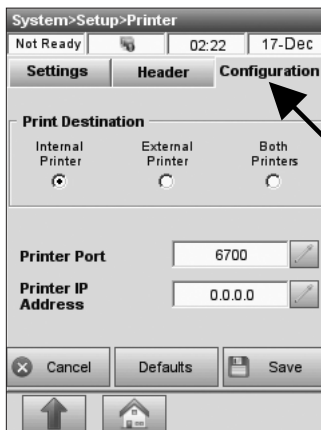 System>Setup>Printer
Not Ready 02:22 17-Dec
Settings Header Configuration
Print Destination
Internal Printer
External Printer
Both Printers
Printer Port 6700
Printer IP Address 0.0.0.0
Cancel Defaults Save